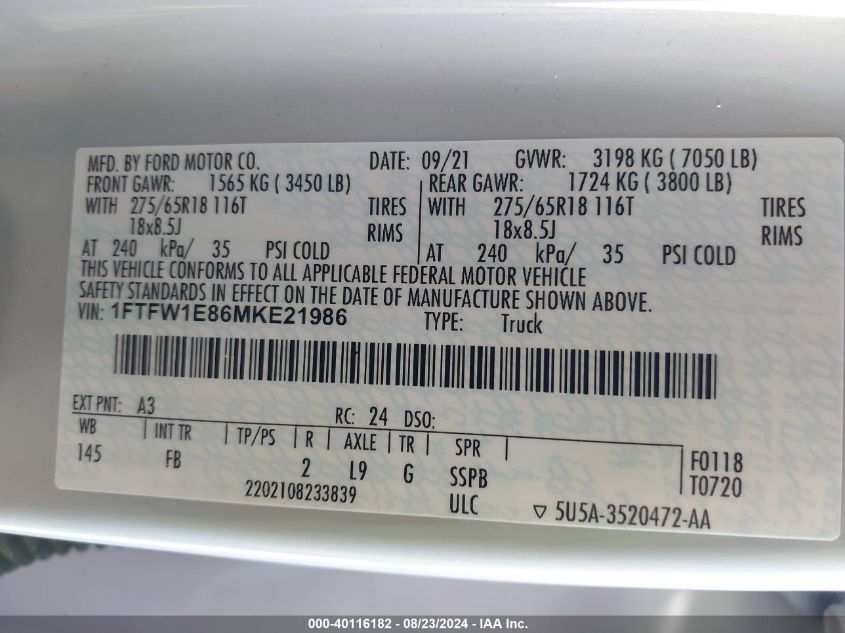 MFD. BY FORD MOTOR CO. DATE: 09/21 GVWR: 3198 KG ( 7050 LB)
FRONT GAWR: 1565 KG ( 3450 LB) REAR GAWR: 1724 KG ( 3800 LB)
WITH 275/65R18 116T TIRES WITH 275/65R18 116T TIRES
18x8.5J RIMS 18x8.5J RIMS
AT 240 kPa/ 35 PSI COLD AT 240 kPa/ 35 PSI COLD
THIS VEHICLE CONFORMS TO ALL APPLICABLE FEDERAL MOTOR VEHICLE
SAFETY STANDARDS IN EFFECT ON THE DATE OF MANUFACTURE SHOWN ABOVE.
VIN: 1FTFW1E86MKE21986 TYPE: Truck
EXT PNT: A3 RC: 24 DSO:
WB INT TR TP/PS R AXLE TR SPR
145 FB 2 L9 G SSPB F0118
2202108233839 ULC T0720
5U5A-3520472-AA
000-40116182 - 08/23/2024 - IAA Inc.